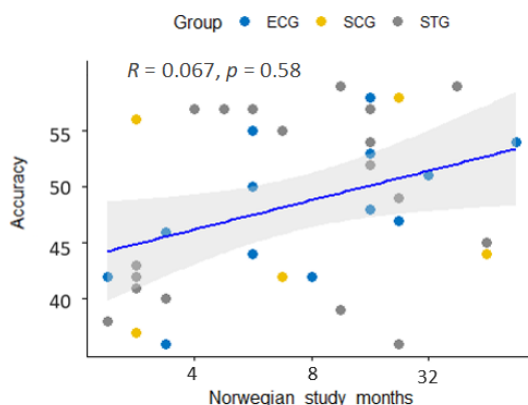 Group ECG SCG STG
R = 0.067, p = 0.58
Accuracy
55
50
45
40
4 8 32
Norwegian study months